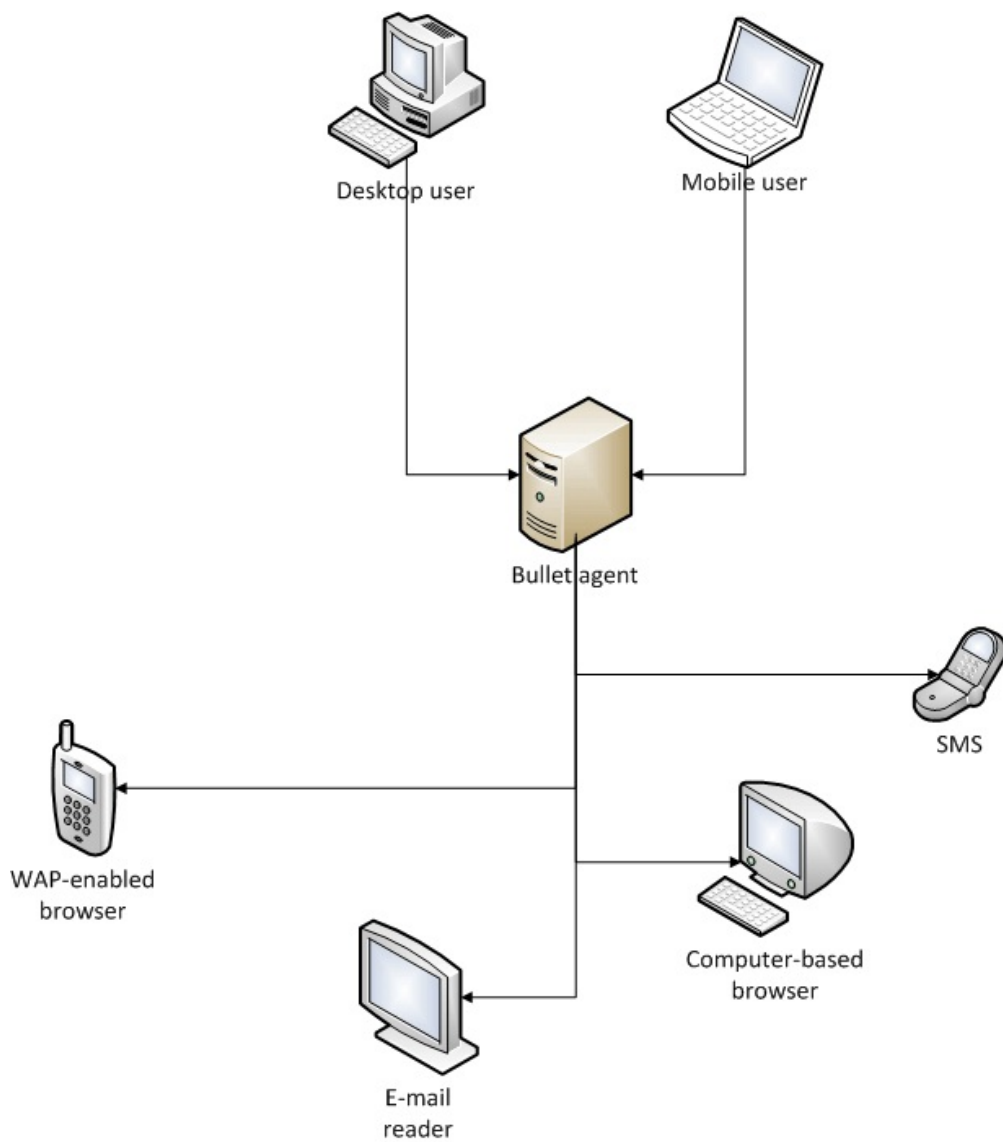 Desktop user
Mobile user
Bullet agent
SMS
WAP-enabled
browser
Computer-based
browser
E-mail
reader